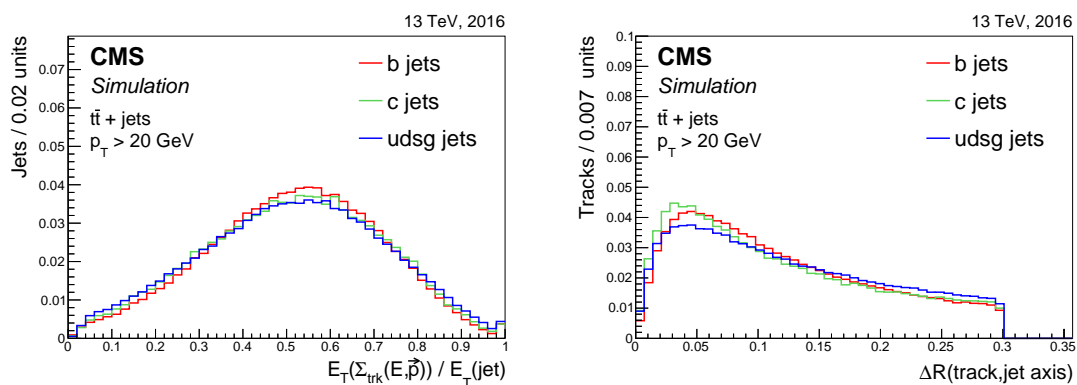 13 TeV, 2016
CMS
Simulation
tt̄ + jets
p_T > 20 GeV
b jets
c jets
udsg jets
Jets / 0.02 units
0.07
0.06
0.05
0.04
0.03
0.02
0.01
0
0 0.1 0.2 0.3 0.4 0.5 0.6 0.7 0.8 0.9 1
E_T(Σ_trk(E,p⃗)) / E_T(jet)
13 TeV, 2016
CMS
Simulation
tt̄ + jets
p_T > 20 GeV
b jets
c jets
udsg jets
Tracks / 0.007 units
0.1
0.09
0.08
0.07
0.06
0.05
0.04
0.03
0.02
0.01
0
0 0.05 0.1 0.15 0.2 0.25 0.3 0.35
ΔR(track,jet axis)